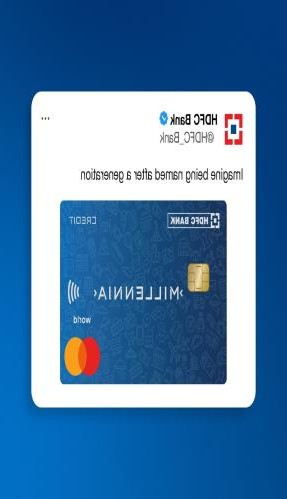 HDFC Bank
@HDFC_Bank
...
Imagine being named after a generation
HDFC BANK
CREDIT
‹MILLENNIA›
world